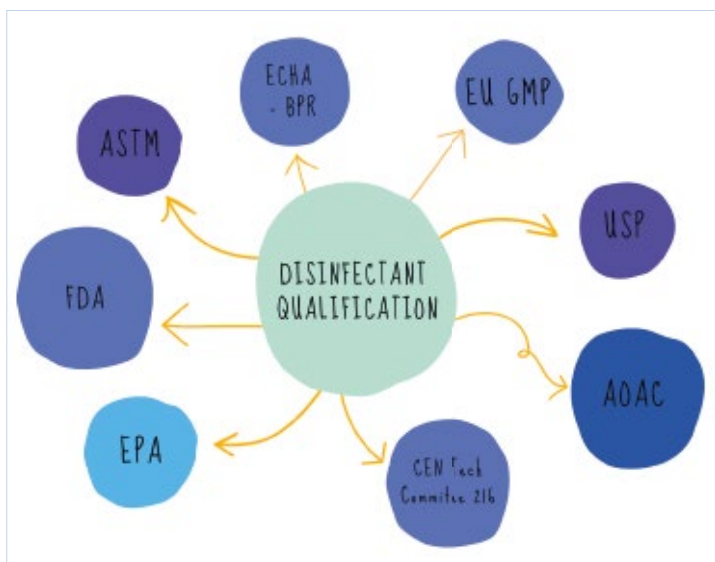 ECHA
- BPR
EU GMP
ASTM
USP
DISINFECTANT
QUALIFICATION
FDA
AOAC
EPA
CEN Tech
Commitee 216